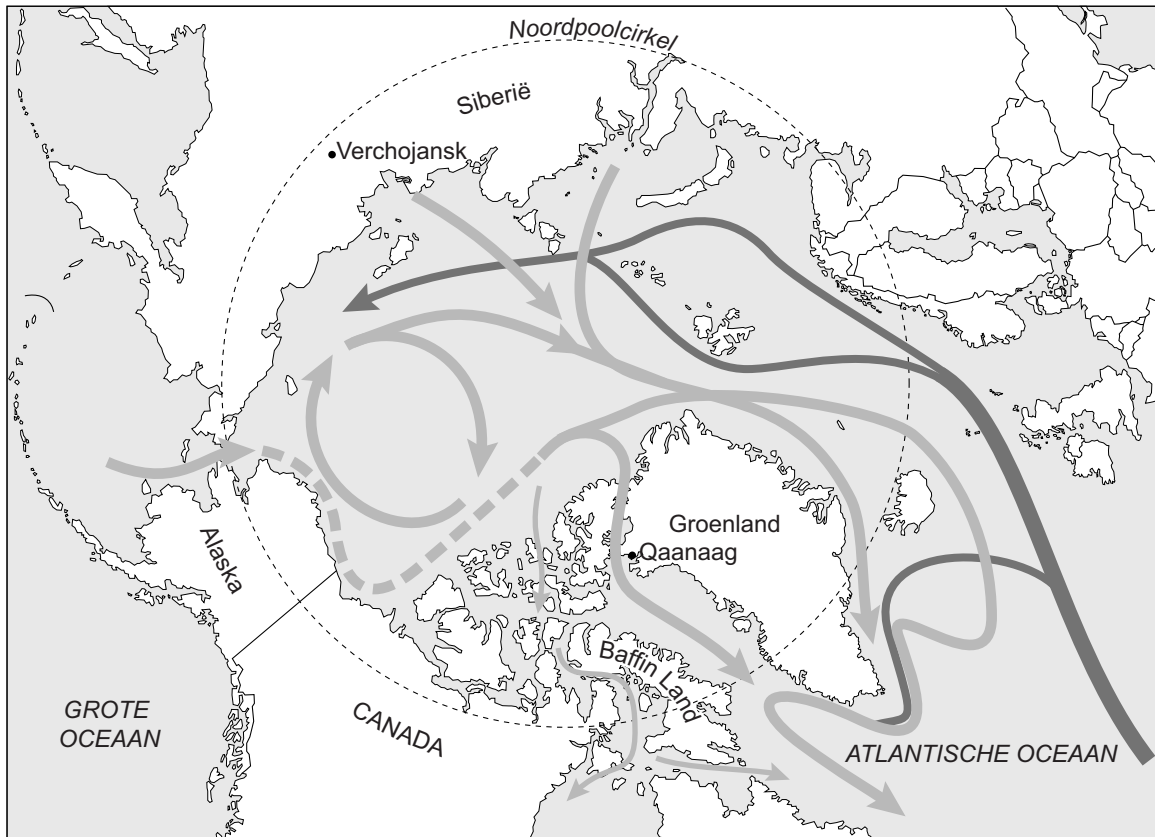 Noordpoolcirkel
Siberië
Verchojansk
Groenland
Qaanaag
Alaska
Baffin Land
GROTE
OCEAAN
CANADA
ATLANTISCHE OCEAAN